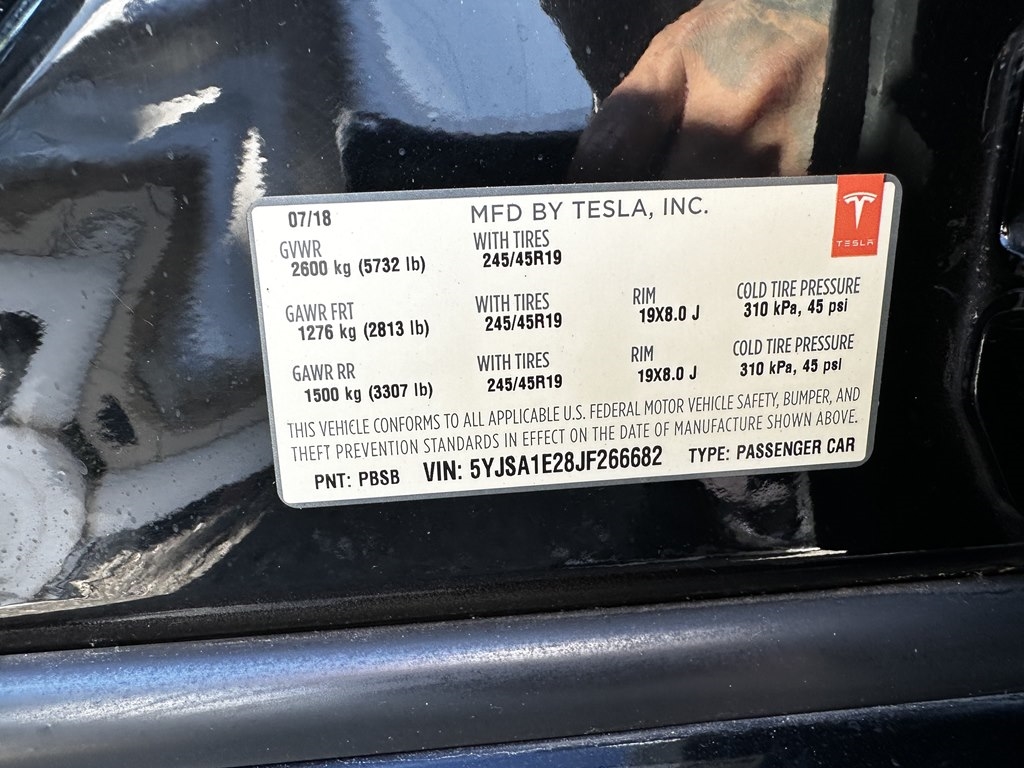 07/18 MFD BY TESLA, INC.
TESLA
GVWR WITH TIRES
2600 kg (5732 lb) 245/45R19
GAWR FRT WITH TIRES RIM COLD TIRE PRESSURE
1276 kg (2813 lb) 245/45R19 19X8.0 J 310 kPa, 45 psi
GAWR RR WITH TIRES RIM COLD TIRE PRESSURE
1500 kg (3307 lb) 245/45R19 19X8.0 J 310 kPa, 45 psi
THIS VEHICLE CONFORMS TO ALL APPLICABLE U.S. FEDERAL MOTOR VEHICLE SAFETY, BUMPER, AND
THEFT PREVENTION STANDARDS IN EFFECT ON THE DATE OF MANUFACTURE SHOWN ABOVE.
PNT: PBSB VIN: 5YJSA1E28JF266682 TYPE: PASSENGER CAR